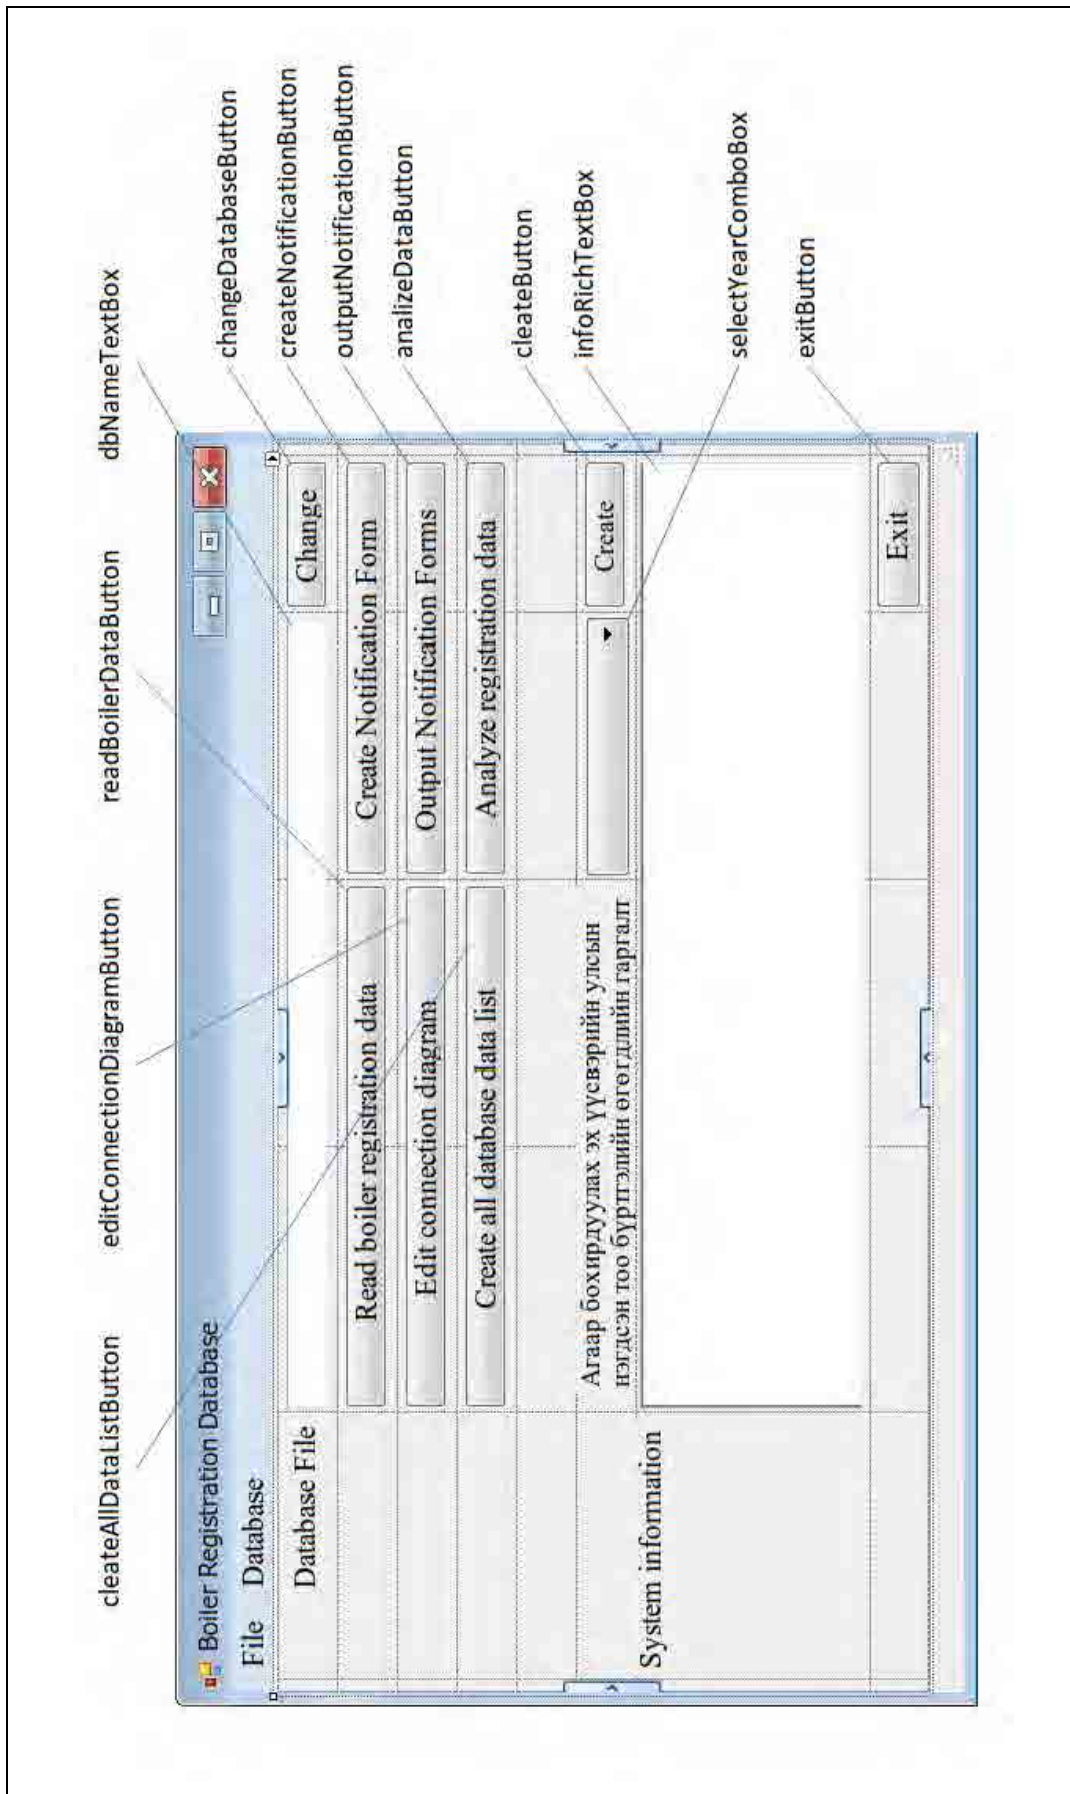 cleateAllDataListButton
editConnectionDiagramButton
readBoilerDataButton
dbNameTextBox
Boiler Registration Database
File Database
Database File
Change
changeDatabaseButton
Read boiler registration data
Create Notification Form
createNotificationButton
Edit connection diagram
Output Notification Forms
outputNotificationButton
Create all database data list
Analyze registration data
analizeDataButton
Агаар бохирдуулах эх үүсвэрийн улсын
нэгдсэн тоо бүртгэлийн өгөгдлийн гаргалт
Create
cleateButton
System information
infoRichTextBox
selectYearComboBox
Exit
exitButton